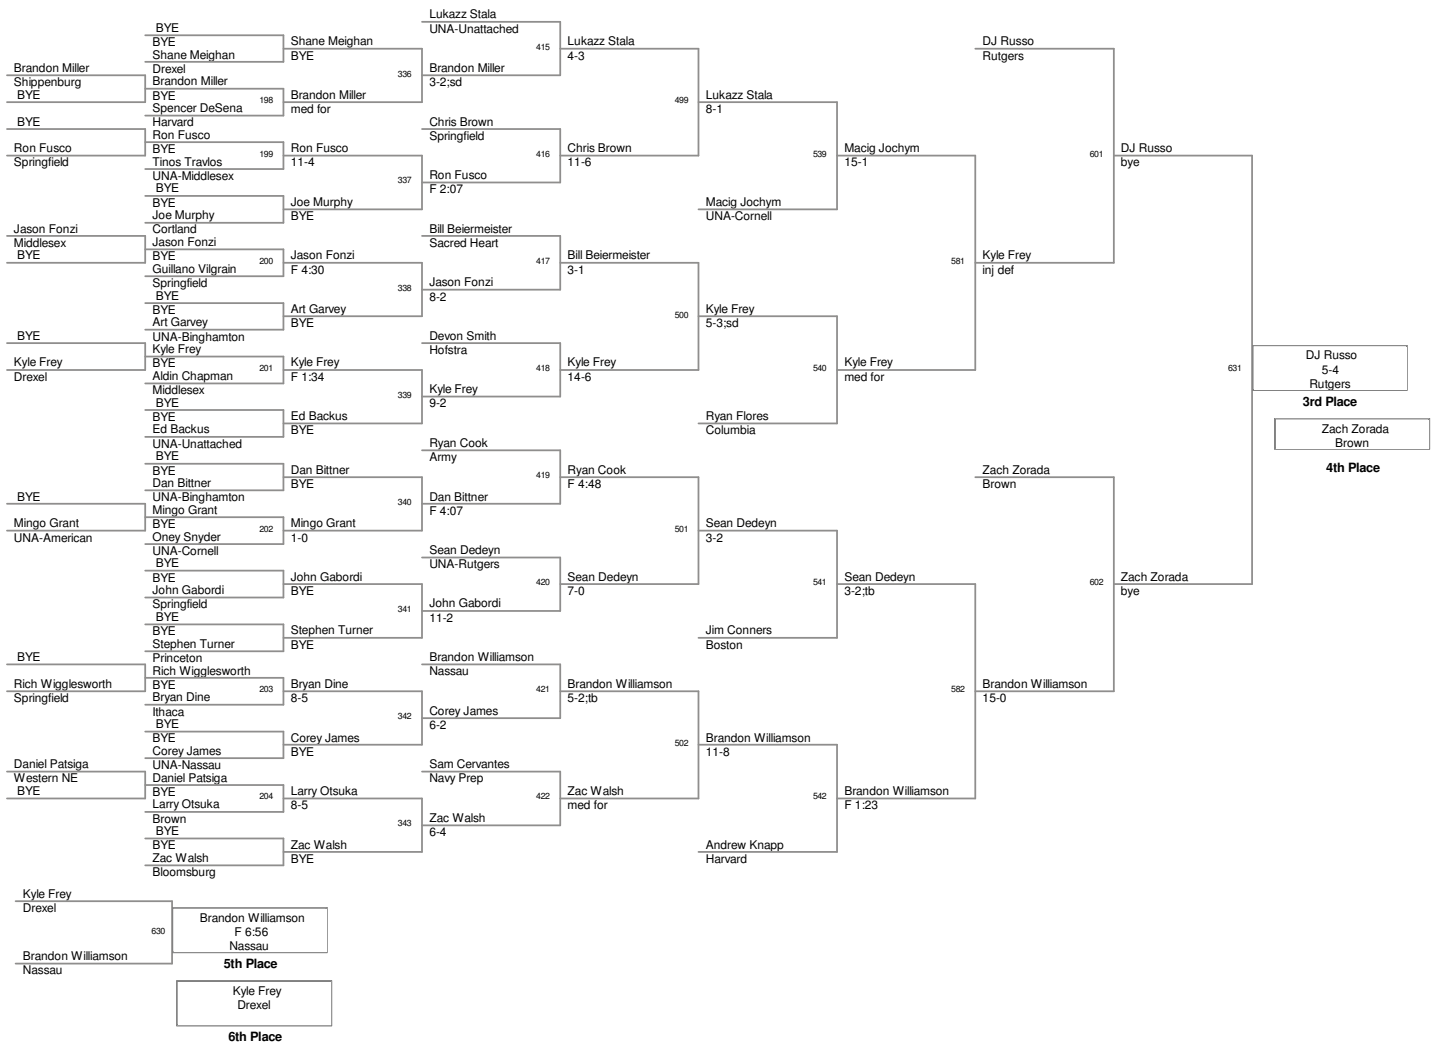 Brandon Miller
Shippenburg
BYE
BYE
Ron Fusco
Springfield
Jason Fonzi
Middlesex
BYE
BYE
Kyle Frey
Drexel
BYE
Mingo Grant
UNA-American
BYE
Rich Wigglesworth
Springfield
Daniel Patsiga
Western NE
BYE
BYE
BYE
Shane Meighan
Drexel
Brandon Miller
BYE
198
Spencer DeSena
Harvard
Ron Fusco
BYE
199
Tinos Travlos
UNA-Middlesex
BYE
BYE
Joe Murphy
Cortland
Jason Fonzi
BYE
200
Guillano Vilgrain
Springfield
BYE
BYE
Art Garvey
UNA-Binghamton
Kyle Frey
BYE
201
Aldin Chapman
Middlesex
BYE
BYE
Ed Backus
UNA-Unattached
BYE
BYE
Dan Bittner
UNA-Binghamton
Mingo Grant
BYE
202
Oney Snyder
UNA-Cornell
BYE
BYE
John Gabordi
Springfield
BYE
BYE
Stephen Turner
Princeton
Rich Wigglesworth
BYE
203
Bryan Dine
Ithaca
BYE
BYE
Corey James
UNA-Nassau
Daniel Patsiga
BYE
204
Larry Otsuka
Brown
BYE
BYE
Zac Walsh
Bloomsburg
Shane Meighan
BYE
336
Brandon Miller
med for
Ron Fusco
11-4
337
Joe Murphy
BYE
Jason Fonzi
F 4:30
338
Art Garvey
BYE
Kyle Frey
F 1:34
339
Ed Backus
BYE
Dan Bittner
BYE
340
Mingo Grant
1-0
John Gabordi
BYE
341
Stephen Turner
BYE
Bryan Dine
8-5
342
Corey James
BYE
Larry Otsuka
8-5
343
Zac Walsh
BYE
Lukazz Stala
UNA-Unattached
415
Brandon Miller
3-2;sd
Chris Brown
Springfield
416
Ron Fusco
F 2:07
Bill Beiermeister
Sacred Heart
417
Jason Fonzi
8-2
Devon Smith
Hofstra
418
Kyle Frey
9-2
Ryan Cook
Army
419
Dan Bittner
F 4:07
Sean Dedeyn
UNA-Rutgers
420
John Gabordi
11-2
Brandon Williamson
Nassau
421
Corey James
6-2
Sam Cervantes
Navy Prep
422
Zac Walsh
6-4
Lukazz Stala
4-3
499
Chris Brown
11-6
Bill Beiermeister
3-1
500
Kyle Frey
14-6
Ryan Cook
F 4:48
501
Sean Dedeyn
7-0
Brandon Williamson
5-2;tb
502
Zac Walsh
med for
Lukazz Stala
8-1
539
Macig Jochym
UNA-Cornell
Kyle Frey
5-3;sd
540
Ryan Flores
Columbia
Sean Dedeyn
3-2
541
Jim Conners
Boston
Brandon Williamson
11-8
542
Andrew Knapp
Harvard
Macig Jochym
15-1
581
Kyle Frey
med for
Sean Dedeyn
3-2;tb
582
Brandon Williamson
F 1:23
DJ Russo
Rutgers
601
Kyle Frey
inj def
Zach Zorada
Brown
602
Brandon Williamson
15-0
DJ Russo
bye
631
Zach Zorada
bye
DJ Russo
5-4
Rutgers
3rd Place
Zach Zorada
Brown
4th Place
Kyle Frey
Drexel
630
Brandon Williamson
Nassau
Brandon Williamson
F 6:56
Nassau
5th Place
Kyle Frey
Drexel
6th Place